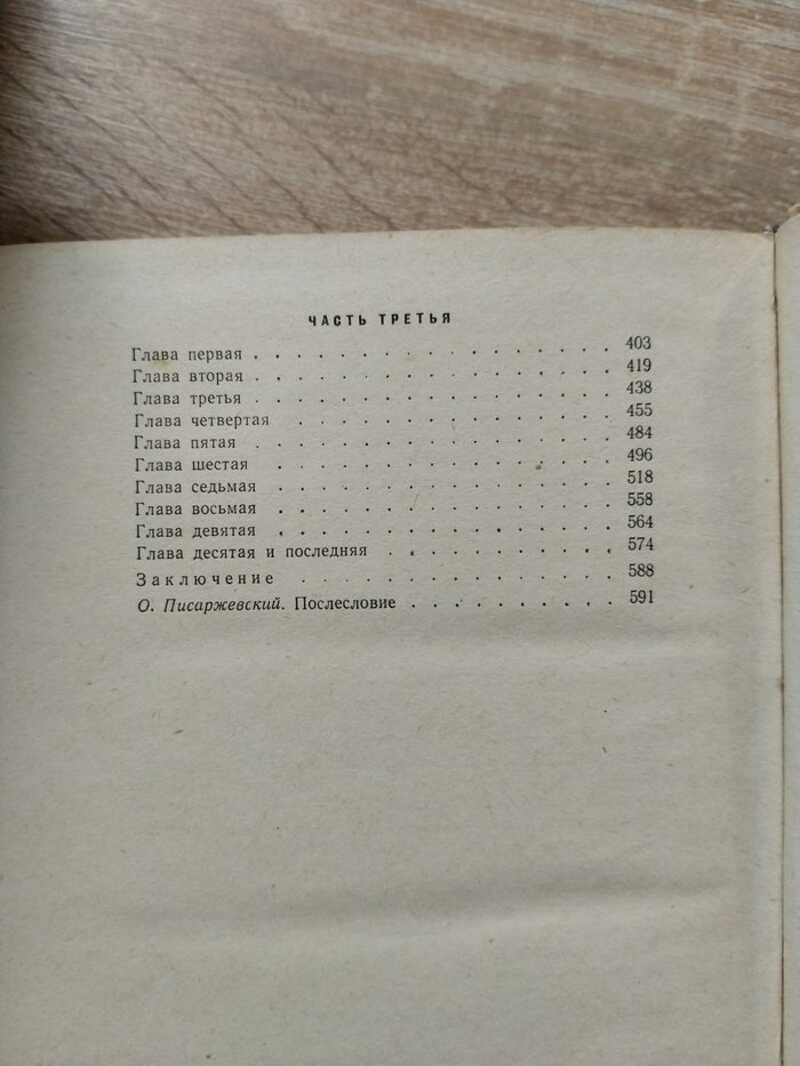 ЧАСТЬ ТРЕТЬЯ
Глава первая . . . . . . . . . . . . . . . . . 403
Глава вторая . . . . . . . . . . . . . . . . . 419
Глава третья . . . . . . . . . . . . . . . . . 438
Глава четвертая . . . . . . . . . . . . . . . 455
Глава пятая . . . . . . . . . . . . . . . . . 484
Глава шестая . . . . . . . . . . . . . . . . 496
Глава седьмая . . . . . . . . . . . . . . . . 518
Глава восьмая . . . . . . . . . . . . . . . . 558
Глава девятая . . . . . . . . . . . . . . . . 564
Глава десятая и последняя . . . . . . . . . . . 574
Заключение . . . . . . . . . . . . . . . 588
О. Писаржевский. Послесловие . . . . . . . . . . 591